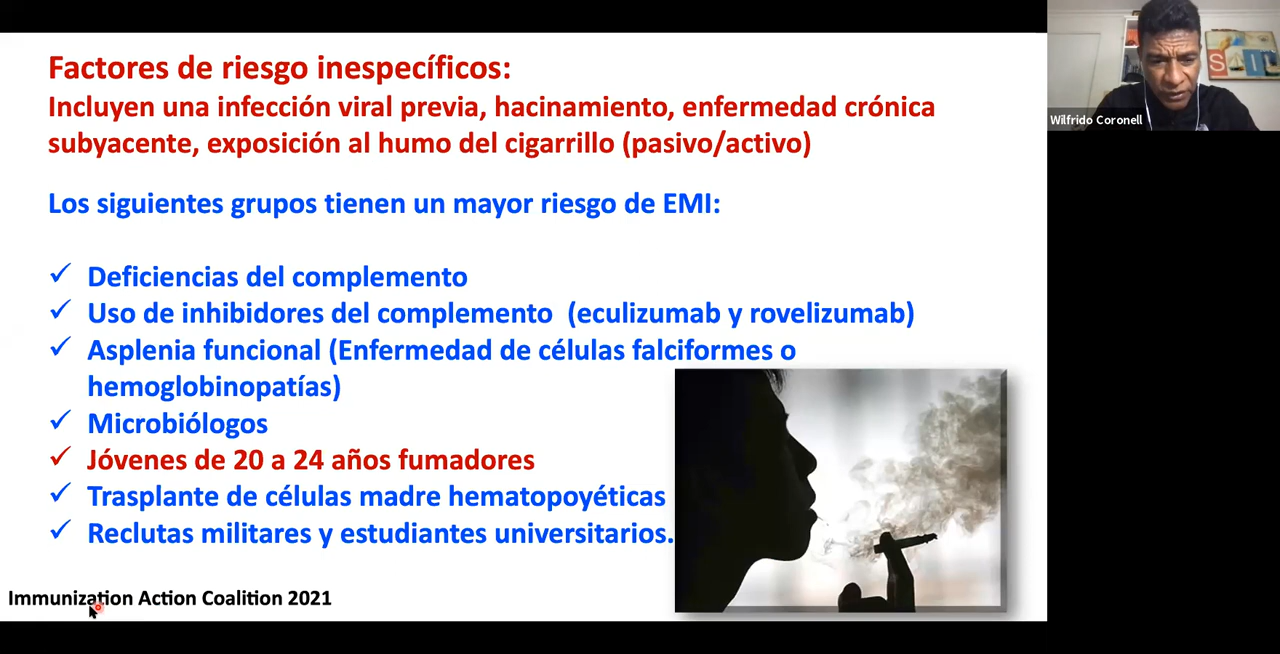 Factores de riesgo inespecíficos:
Incluyen una infección viral previa, hacinamiento, enfermedad crónica
subyacente, exposición al humo del cigarrillo (pasivo/activo)
Los siguientes grupos tienen un mayor riesgo de EMI:
✓ Deficiencias del complemento
✓ Uso de inhibidores del complemento (eculizumab y rovelizumab)
✓ Asplenia funcional (Enfermedad de células falciformes o
hemoglobinopatías)
✓ Microbiólogos
✓ Jóvenes de 20 a 24 años fumadores
✓ Trasplante de células madre hematopoyéticas
✓ Reclutas militares y estudiantes universitarios.
Immunization Action Coalition 2021
Wilfrido Coronell